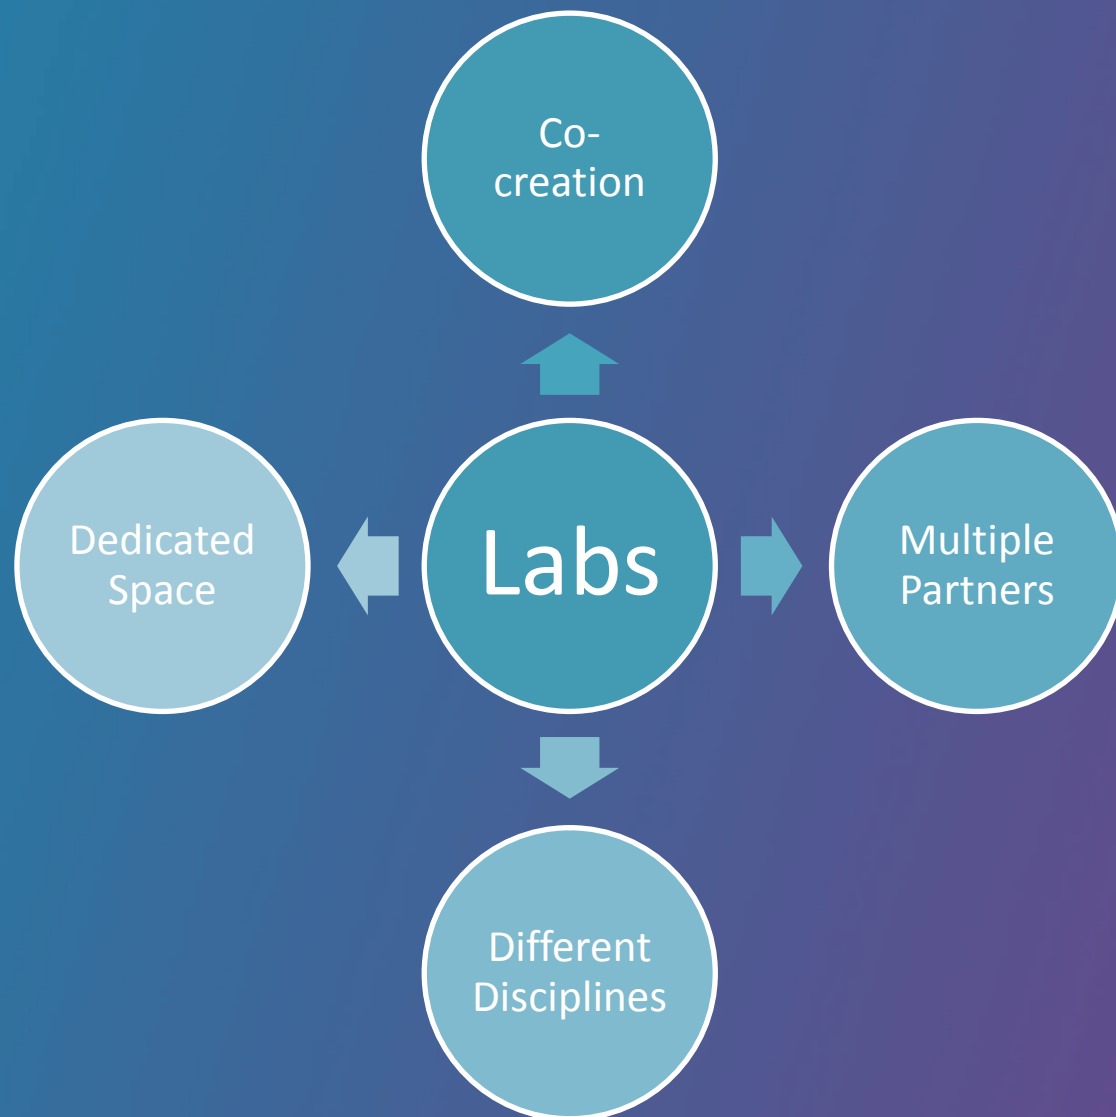 Co-
creation
Dedicated
Space
Labs
Multiple
Partners
Different
Disciplines